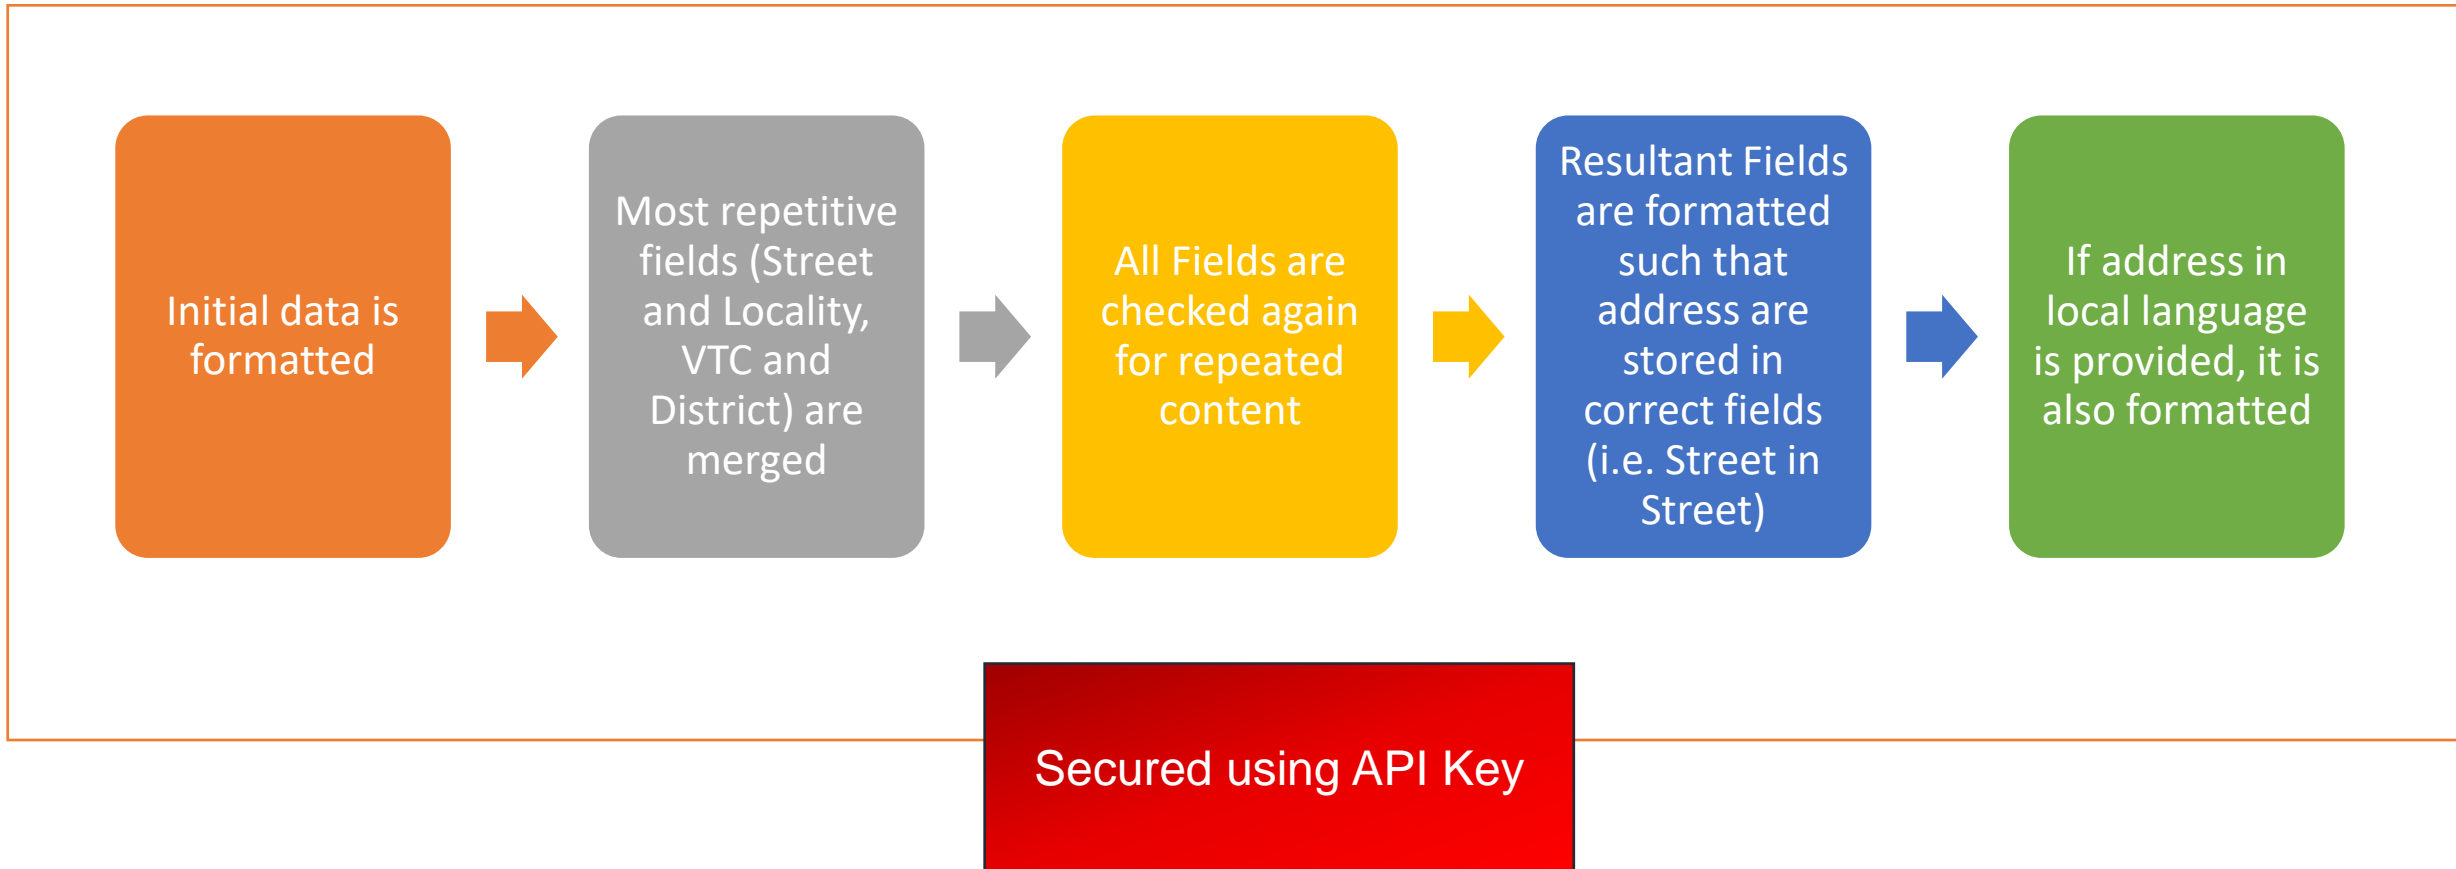 Initial data is
formatted
Most repetitive
fields (Street
and Locality,
VTC and
District) are
merged
All Fields are
checked again
for repeated
content
Resultant Fields
are formatted
such that
address are
stored in
correct fields
(i.e. Street in
Street)
If address in
local language
is provided, it is
also formatted
Secured using API Key